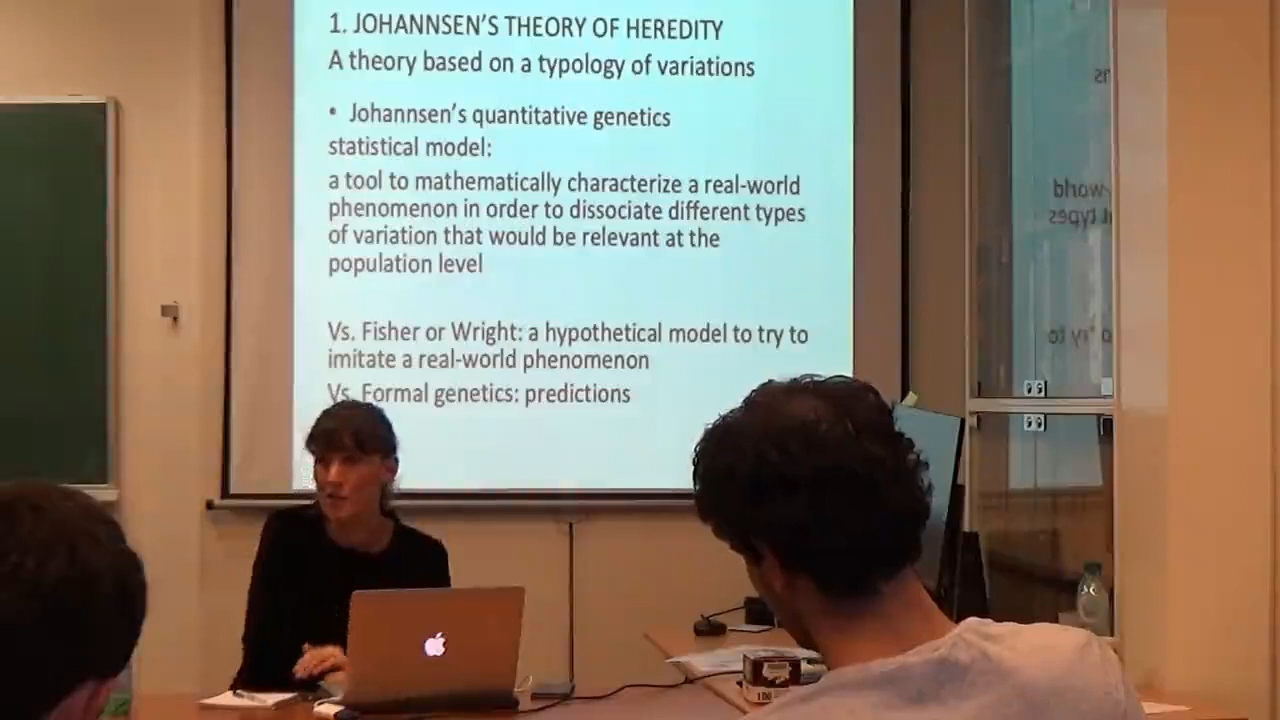 1. JOHANNSEN'S THEORY OF HEREDITY
A theory based on a typology of variations
• Johannsen's quantitative genetics
statistical model:
a tool to mathematically characterize a real-world
phenomenon in order to dissociate different types
of variation that would be relevant at the
population level
Vs. Fisher or Wright: a hypothetical model to try to
imitate a real-world phenomenon
Vs. Formal genetics: predictions